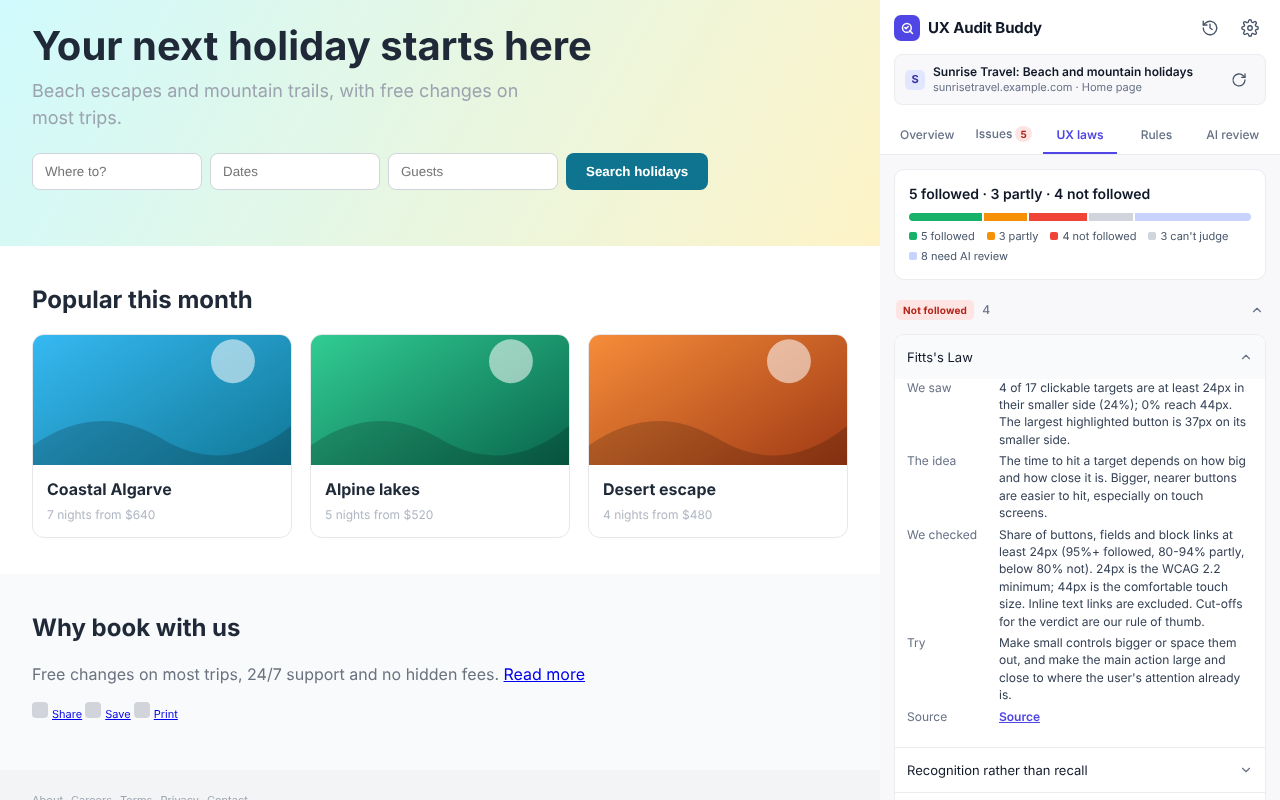 Your next holiday starts here
Beach escapes and mountain trails, with free changes on
most trips.
Where to?
Dates
Guests
Search holidays
Popular this month
Coastal Algarve
7 nights from $640
Alpine lakes
5 nights from $520
Desert escape
4 nights from $480
Why book with us
Free changes on most trips, 24/7 support and no hidden fees. Read more
Share Save Print
About Careers Terms Privacy Contact
UX Audit Buddy
S
Sunrise Travel: Beach and mountain holidays
sunrisetravel.example.com · Home page
Overview
Issues 5
UX laws
Rules
AI review
5 followed · 3 partly · 4 not followed
5 followed 3 partly 4 not followed 3 can't judge
8 need AI review
Not followed 4
Fitts's Law
We saw
4 of 17 clickable targets are at least 24px in
their smaller side (24%); 0% reach 44px.
The largest highlighted button is 37px on its
smaller side.
The idea
The time to hit a target depends on how big
and how close it is. Bigger, nearer buttons
are easier to hit, especially on touch
screens.
We checked
Share of buttons, fields and block links at
least 24px (95%+ followed, 80-94% partly,
below 80% not). 24px is the WCAG 2.2
minimum; 44px is the comfortable touch
size. Inline text links are excluded. Cut-offs
for the verdict are our rule of thumb.
Try
Make small controls bigger or space them
out, and make the main action large and
close to where the user's attention already
is.
Source
Source
Recognition rather than recall